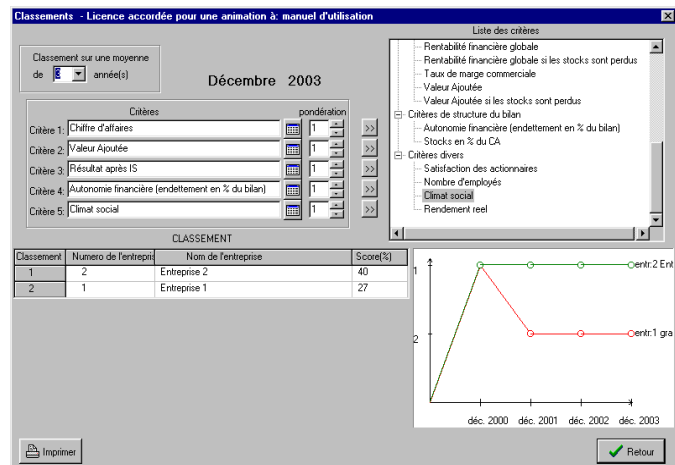 Classements - Licence accordée pour une animation à: manuel d'utilisation
Classement sur une moyenne
de 3 année(s)
Décembre 2003
Critères pondération
Critère 1: Chiffre d'affaires 1 >>
Critère 2: Valeur Ajoutée 1 >>
Critère 3: Résultat après IS 1 >>
Critère 4: Autonomie financière (endettement en % du bilan) 1 >>
Critère 5: Climat social 1 >>
Liste des critères
Rentabilité financière globale
Rentabilité financière globale si les stocks sont perdus
Taux de marge commerciale
Valeur Ajoutée
Valeur Ajoutée si les stocks sont perdus
Critères de structure du bilan
Autonomie financière (endettement en % du bilan)
Stocks en % du CA
Critères divers
Satisfaction des actionnaires
Nombre d'employés
Climat social
Rendement reel
CLASSEMENT
Classement Numero de l'entrepris Nom de l'entreprise Score(%)
1 2 Entreprise 2 40
2 1 Entreprise 1 27
1 entr:2 Ent
2 entr:1 gra
déc. 2000 déc. 2001 déc. 2002 déc. 2003
Imprimer
Retour